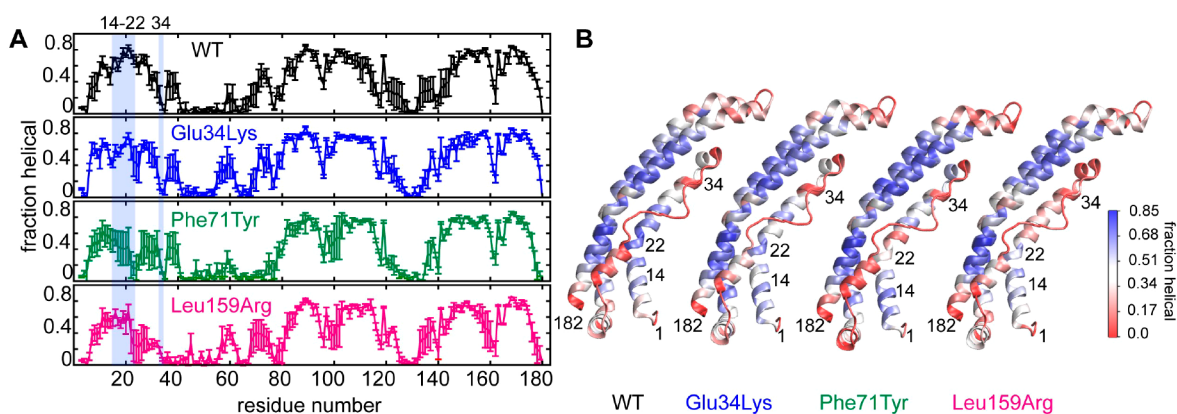 14-22 34
A
B
fraction helical
0.8
0.4
0
WT
0.8
0.4
0
Glu34Lys
0.8
0.4
0
Phe71Tyr
0.8
0.4
0
Leu159Arg
20 40 60 80 100 120 140 160 180
residue number
34 34 34 34
22 22 22 22
14 14 14 14
182 1 182 1 182 1 182 1
0.85
0.68
0.51
0.34
0.17
0.0
fraction helical
WT Glu34Lys Phe71Tyr Leu159Arg